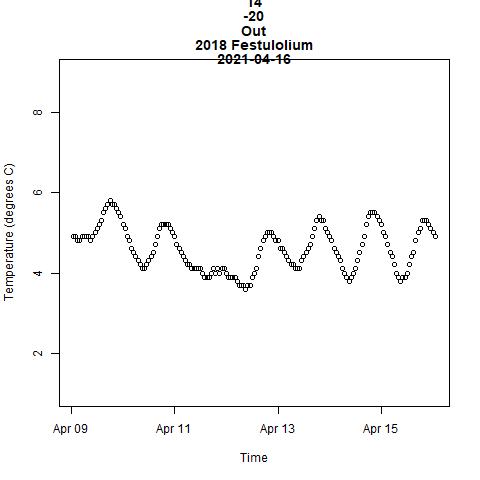 14
-20
Out
2018 Festulolium
2021-04-16
8
6
4
2
Temperature (degrees C)
Apr 09 Apr 11 Apr 13 Apr 15
Time